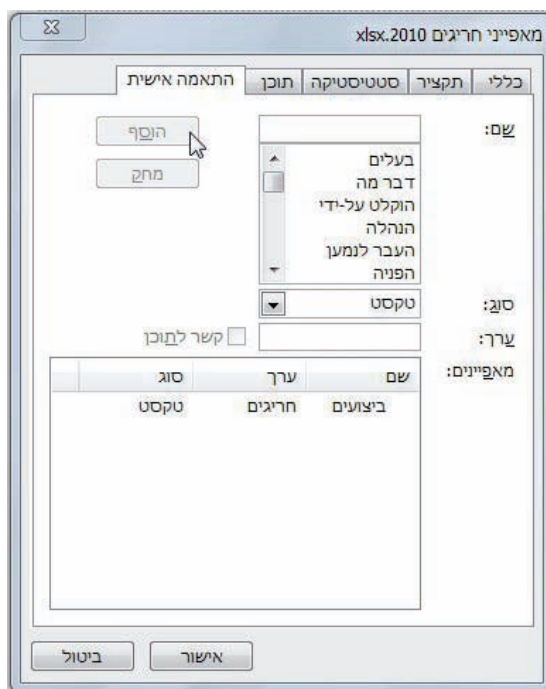 מאפייני חריגים 2010.xlsx
כללי תקציר סטטיסטיקה תוכן התאמה אישית
שם:
הוסף
מחק
בעלים
דבר מה
הוקלט על-ידי
הנהלה
העבר לנמען
הפניה
סוג: טקסט
ערך: קשר לתוכן
מאפיינים:
שם ערך סוג
ביצועים חריגים טקסט
אישור ביטול